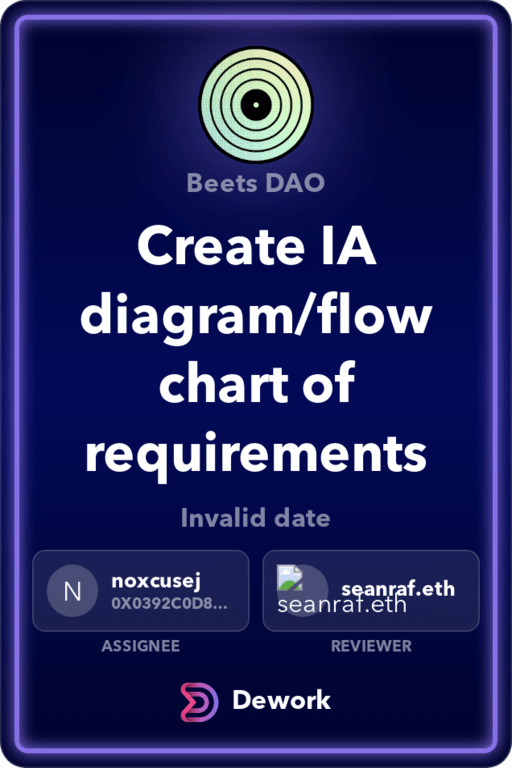 Beets DAO
Create IA
diagram/flow
chart of
requirements
Invalid date
N
noxcusej
0X0392C0D8...
seanraf.eth
seanraf.eth
ASSIGNEE
REVIEWER
Dework